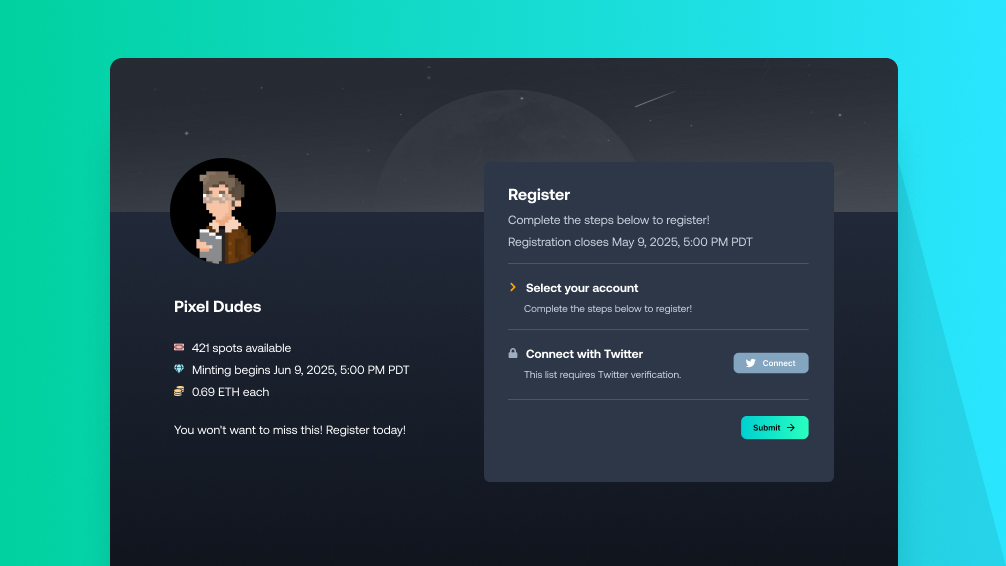 Pixel Dudes
421 spots available
Minting begins Jun 9, 2025, 5:00 PM PDT
0.69 ETH each
You won't want to miss this! Register today!
Register
Complete the steps below to register!
Registration closes May 9, 2025, 5:00 PM PDT
Select your account
Complete the steps below to register!
Connect with Twitter
This list requires Twitter verification.
Connect
Submit